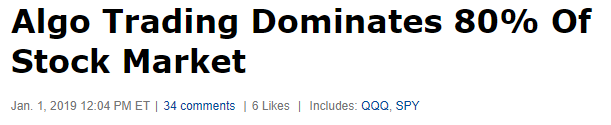 Algo Trading Dominates 80% Of
Stock Market
Jan. 1, 2019 12:04 PM ET | 34 comments | 6 Likes | Includes: QQQ, SPY